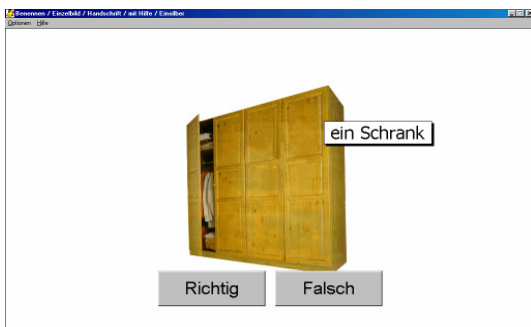 Benennen / Einzelbild / Handschrift / mit Hilfe / Einsilber
Optionen Hilfe
ein Schrank
Richtig Falsch